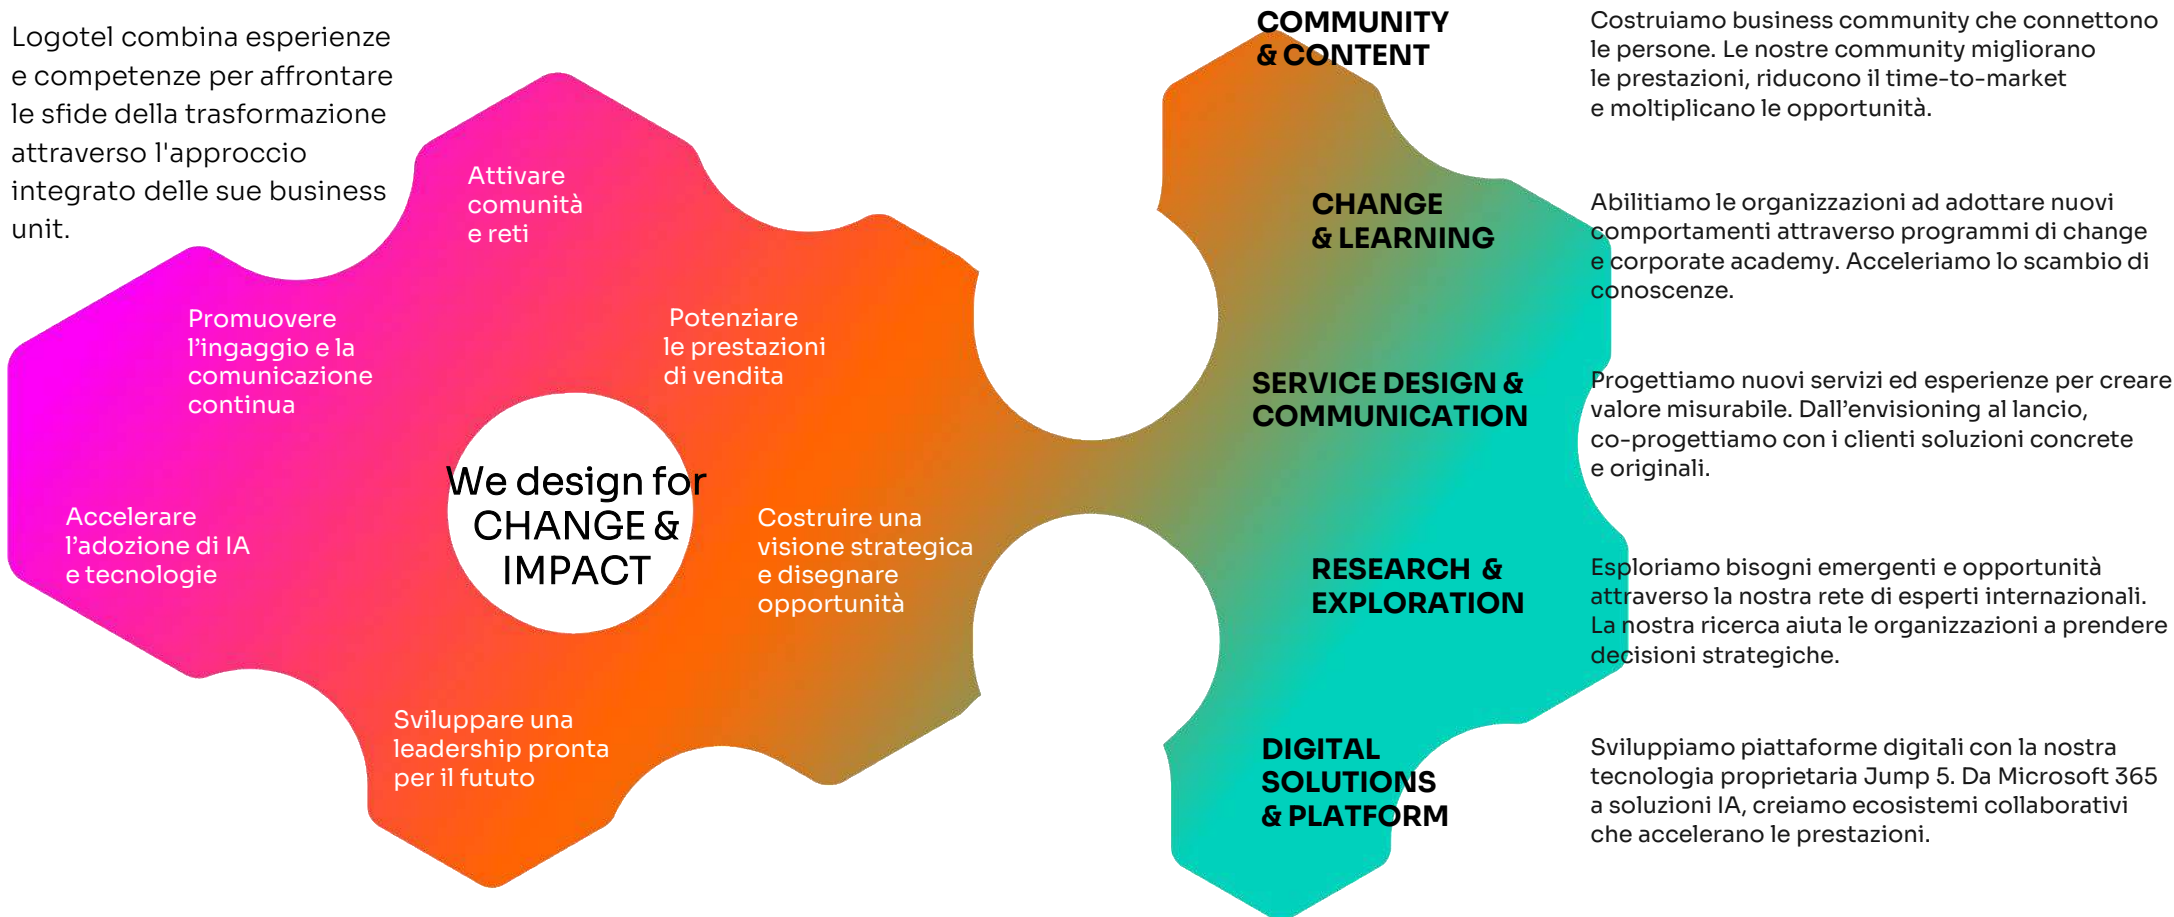 Logotel combina esperienze
e competenze per affrontare
le sfide della trasformazione
attraverso l'approccio
integrato delle sue business
unit.
Attivare
comunità
e reti
Promuovere
l’ingaggio e la
comunicazione
continua
Potenziare
le prestazioni
di vendita
We design for
CHANGE &
IMPACT
Accelerare
l’adozione di IA
e tecnologie
Costruire una
visione strategica
e disegnare
opportunità
Sviluppare una
leadership pronta
per il fututo
COMMUNITY
& CONTENT
Costruiamo business community che connettono
le persone. Le nostre community migliorano
le prestazioni, riducono il time-to-market
e moltiplicano le opportunità.
CHANGE
& LEARNING
Abilitiamo le organizzazioni ad adottare nuovi
comportamenti attraverso programmi di change
e corporate academy. Acceleriamo lo scambio di
conoscenze.
SERVICE DESIGN &
COMMUNICATION
Progettiamo nuovi servizi ed esperienze per creare
valore misurabile. Dall’envisioning al lancio,
co-progettiamo con i clienti soluzioni concrete
e originali.
RESEARCH &
EXPLORATION
Esploriamo bisogni emergenti e opportunità
attraverso la nostra rete di esperti internazionali.
La nostra ricerca aiuta le organizzazioni a prendere
decisioni strategiche.
DIGITAL
SOLUTIONS
& PLATFORM
Sviluppiamo piattaforme digitali con la nostra
tecnologia proprietaria Jump 5. Da Microsoft 365
a soluzioni IA, creiamo ecosistemi collaborativi
che accelerano le prestazioni.